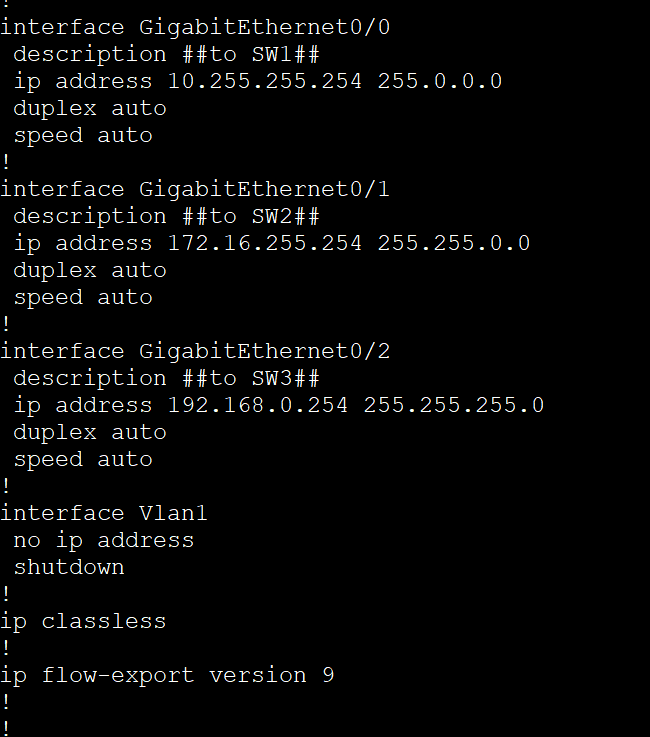 !
interface GigabitEthernet0/0
 description ##to SW1##
 ip address 10.255.255.254 255.0.0.0
 duplex auto
 speed auto
!
interface GigabitEthernet0/1
 description ##to SW2##
 ip address 172.16.255.254 255.255.0.0
 duplex auto
 speed auto
!
interface GigabitEthernet0/2
 description ##to SW3##
 ip address 192.168.0.254 255.255.255.0
 duplex auto
 speed auto
!
interface Vlan1
 no ip address
 shutdown
!
ip classless
!
ip flow-export version 9
!
!